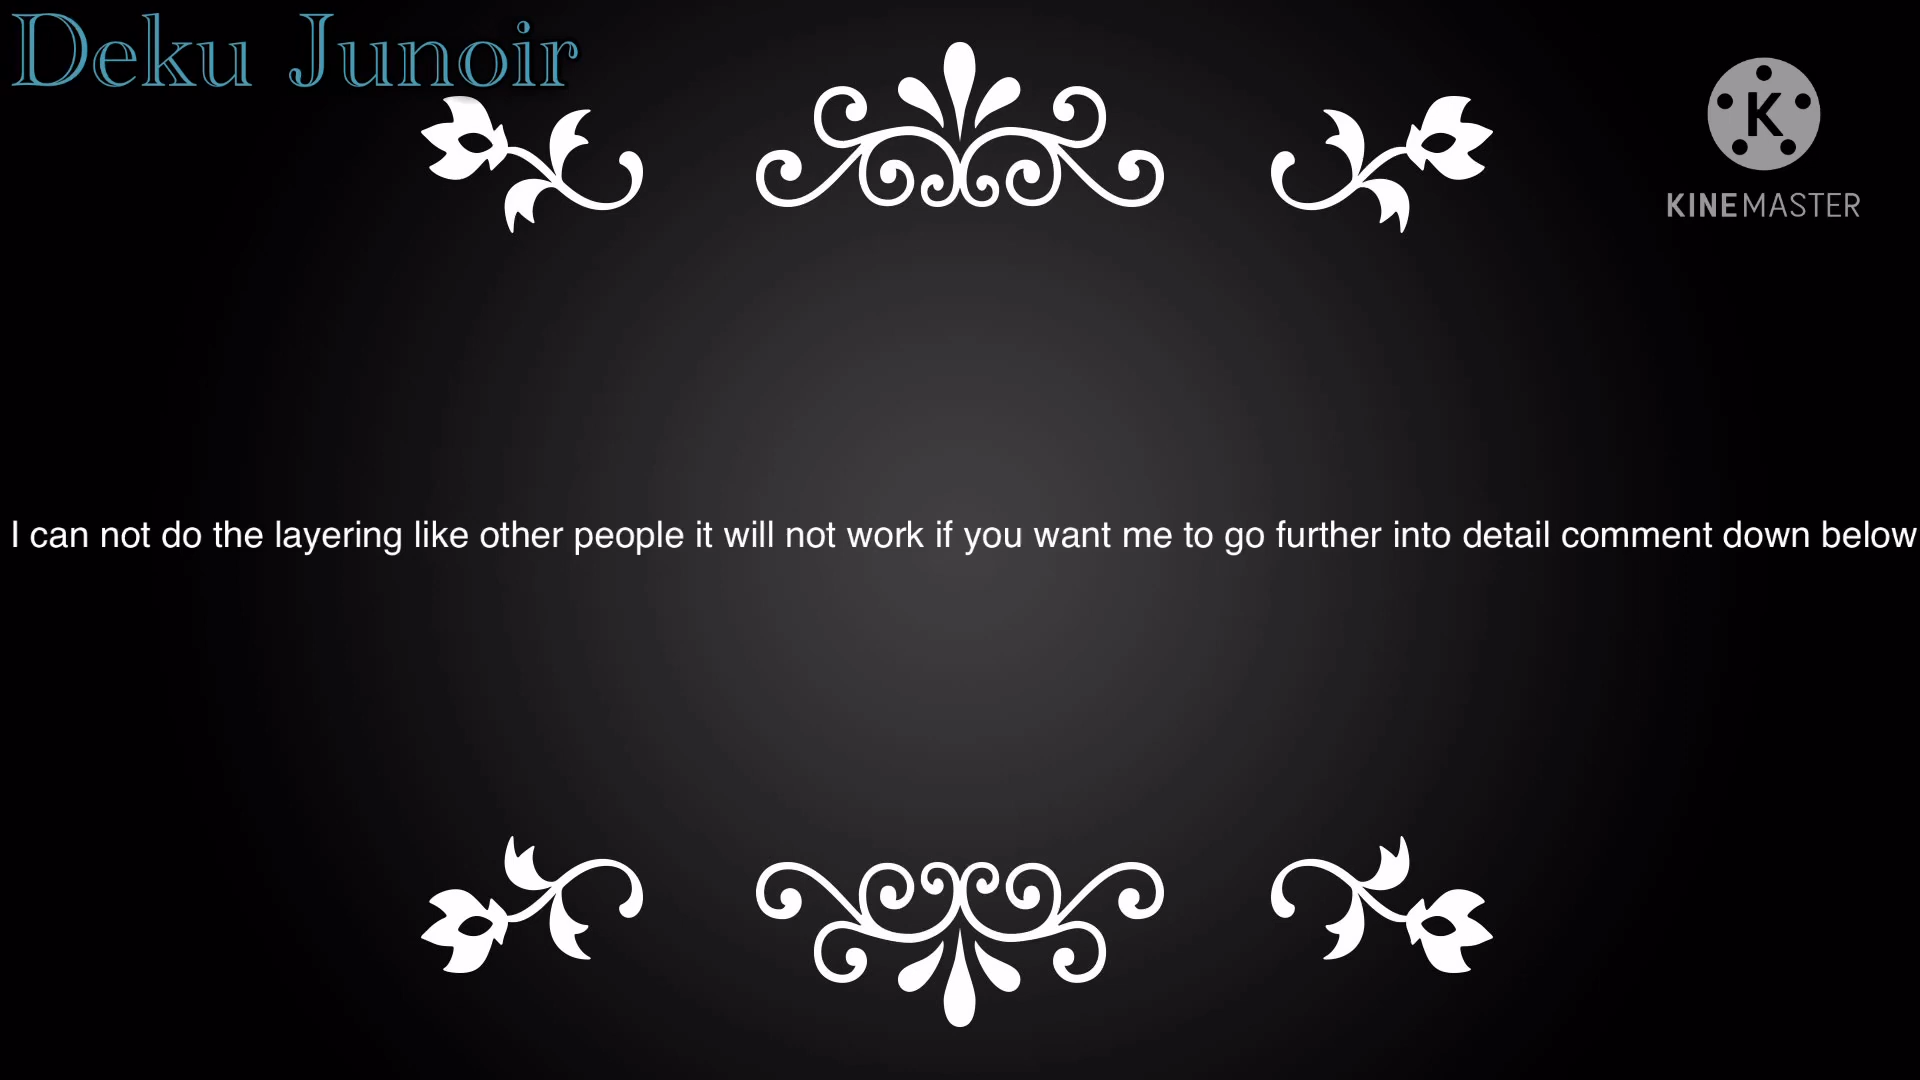 Deku Junoir
K
KINEMASTER
I can not do the layering like other people it will not work if you want me to go further into detail comment down below